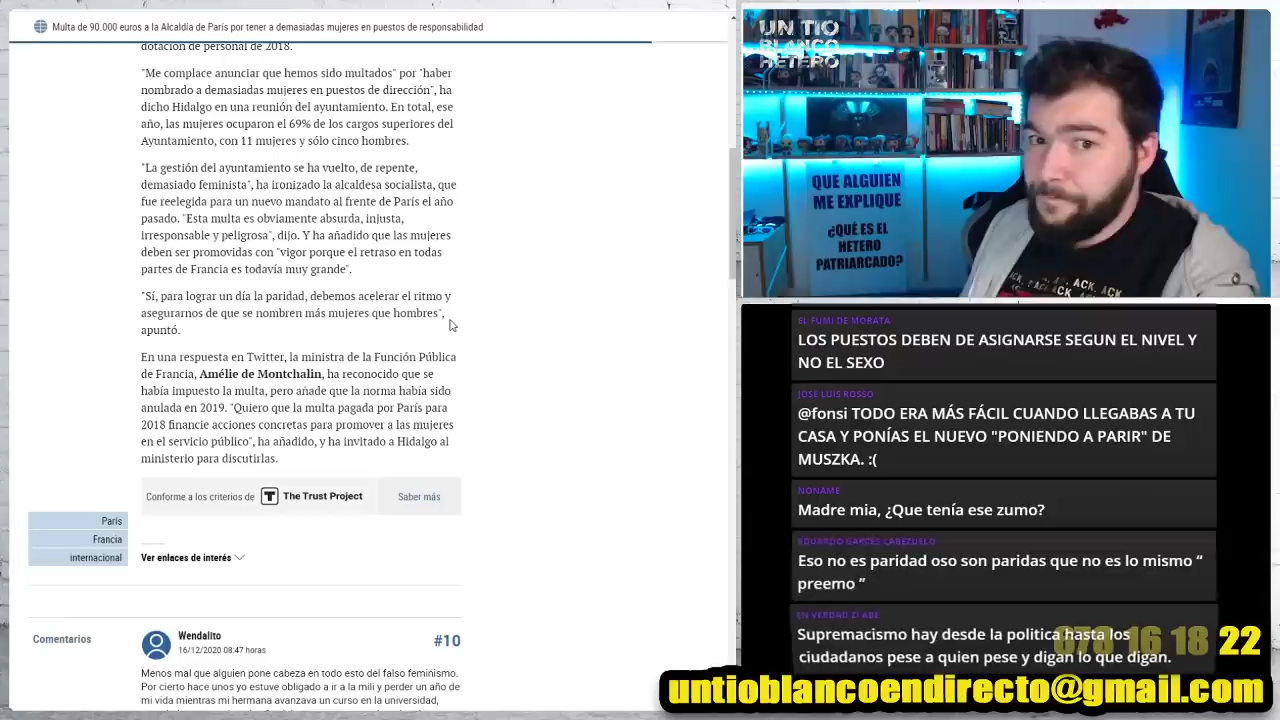 Multa de 90.000 euros a la Alcaldía de París por tener a demasiadas mujeres en puestos de responsabilidad
dotación de personal de 2018.
"Me complace anunciar que hemos sido multados" por "haber
nombrado a demasiadas mujeres en puestos de dirección", ha
dicho Hidalgo en una reunión del ayuntamiento. En total, ese
año, las mujeres ocuparon el 69% de los cargos superiores del
Ayuntamiento, con 11 mujeres y sólo cinco hombres.
"La gestión del ayuntamiento se ha vuelto, de repente,
demasiado feminista", ha ironizado la alcaldesa socialista, que
fue reelegida para un nuevo mandato al frente de París el año
pasado. "Esta multa es obviamente absurda, injusta,
irresponsable y peligrosa", dijo. Y ha añadido que las mujeres
deben ser promovidas con "vigor porque el retraso en todas
partes de Francia es todavía muy grande".
"Sí, para lograr un día la paridad, debemos acelerar el ritmo y
asegurarnos de que se nombren más mujeres que hombres",
apuntó.
En una respuesta en Twitter, la ministra de la Función Pública
de Francia, Amélie de Montchalin, ha reconocido que se
había impuesto la multa, pero añade que la norma había sido
anulada en 2019. "Quiero que la multa pagada por París para
2018 financie acciones concretas para promover a las mujeres
en el servicio público", ha añadido, y ha invitado a Hidalgo al
ministerio para discutirlas.
Conforme a los criterios de
T The Trust Project
Saber más
París
Francia
internacional
Ver enlaces de interés
Comentarios
Wendalito
16/12/2020 08:47 horas
#10
Menos mal que alguien pone cabeza en todo esto del falso feminismo.
Por cierto hace unos yo estuve obligado a ir a la mili y perder un año de
mi vida mientras mi hermana avanzava un curso en la universidad,
UN TIO
BLANCO
HETERO
QUE ALGUIEN
ME EXPLIQUE
¿QUÉ ES EL
HETERO
PATRIARCADO?
ACK, ACK.
EL FUMI DE MORATA
LOS PUESTOS DEBEN DE ASIGNARSE SEGUN EL NIVEL Y
NO EL SEXO
JOSE LUIS ROSSO
@fonsi TODO ERA MÁS FÁCIL CUANDO LLEGABAS A TU
CASA Y PONÍAS EL NUEVO "PONIENDO A PARIR" DE
MUSZKA. :(
NONAME
Madre mia, ¿Que tenía ese zumo?
EDUARDO GARCES CABEZUELO
Eso no es paridad oso son paridas que no es lo mismo “
preemo ”
EN VERDAD ZI ABE
Supremacismo hay desde la politica hasta los
ciudadanos pese a quien pese y digan lo que digan.
16 18 22
untioblancoendirecto@gmail.com